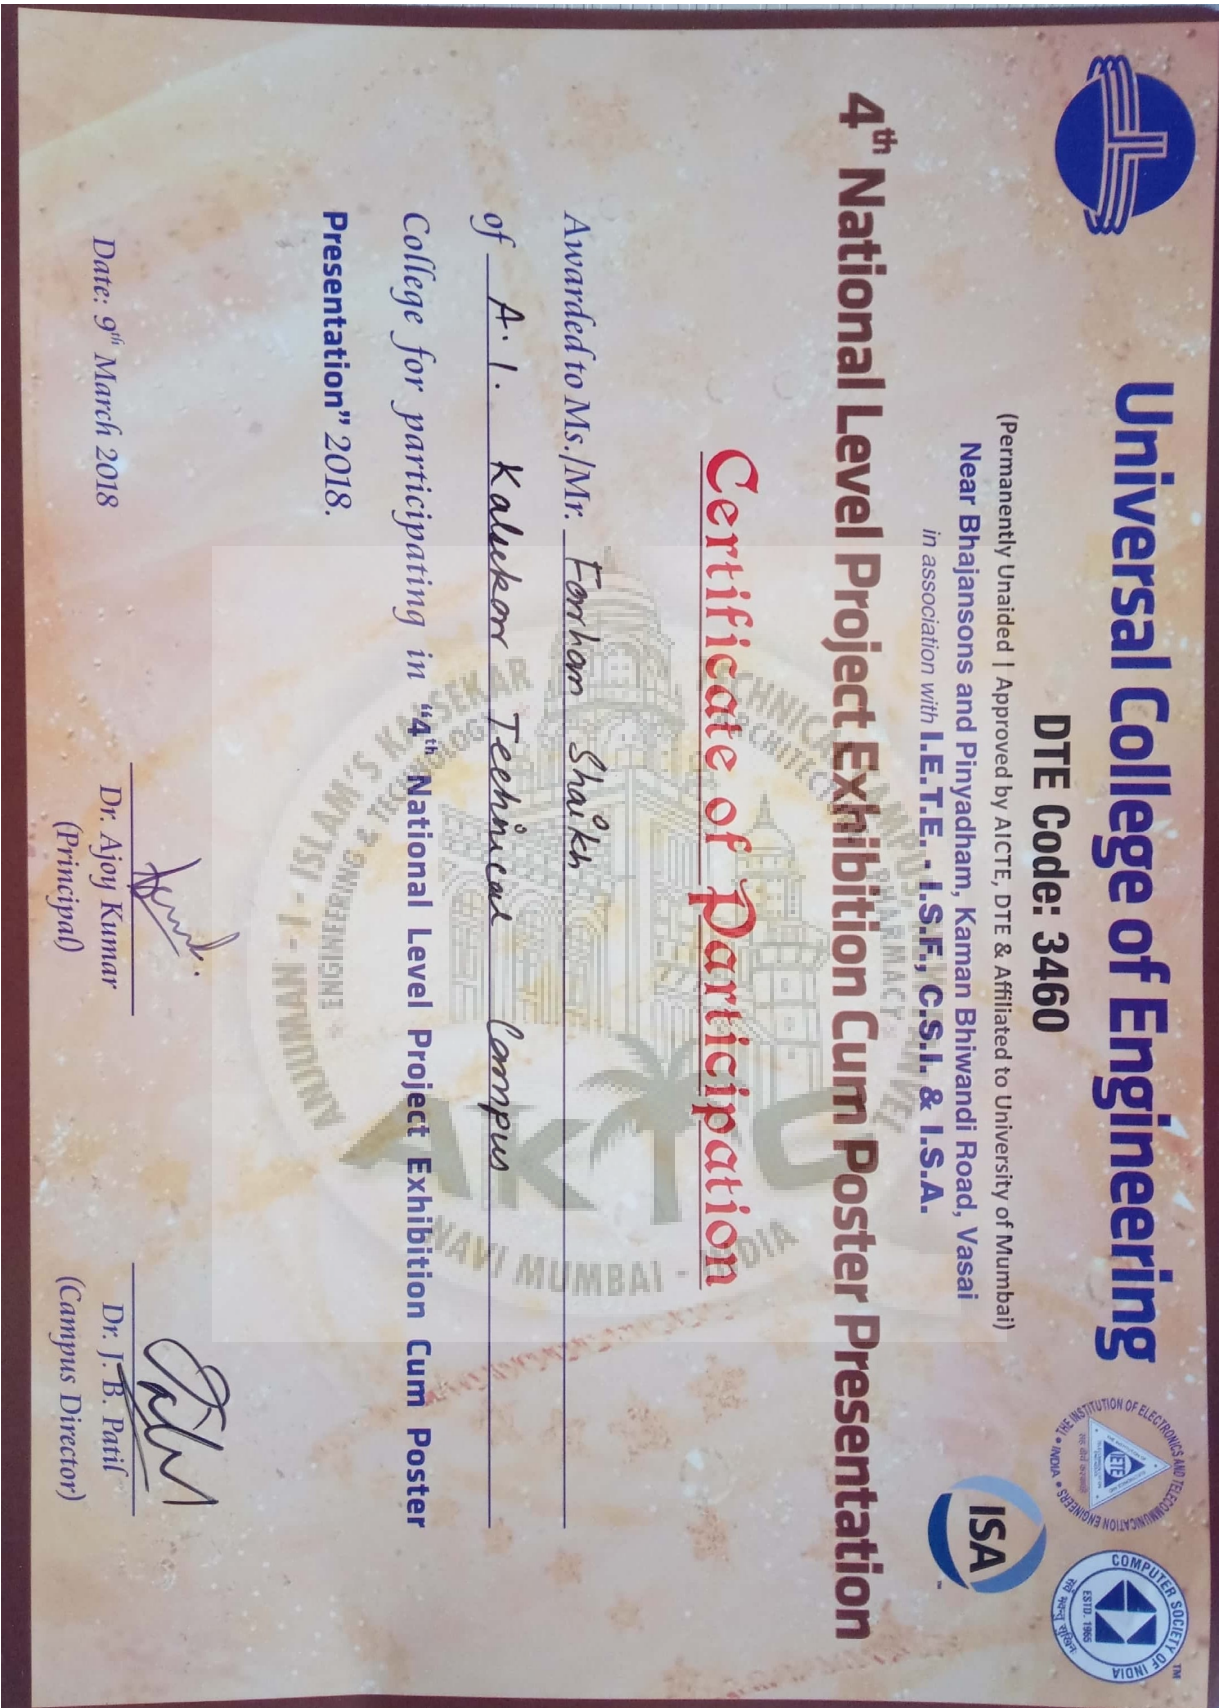 Universal College of Engineering
DTE Code: 3460
(Permanently Unaided | Approved by AICTE, DTE & Affiliated to University of Mumbai)
Near Bhajansons and Pinyadham, Kaman Bhiwandi Road, Vasai
in association with I.E.T.E. - I.S.F., C.S.I. & I.S.A.
THE INSTITUTION OF ELECTRONICS AND TELECOMMUNICATION ENGINEERS
• INDIA •
IETE
ISA
COMPUTER SOCIETY OF INDIA
ESTD. 1965
TM
4th National Level Project Exhibition Cum Poster Presentation
Certificate of Participation
Awarded to Ms./Mr. Farhan Shaikh
of A.I. Kalsekar Technical Campus
College for participating in “4th National Level Project Exhibition Cum Poster
Presentation” 2018.
Date: 9th March 2018
Dr. Ajoy Kumar
(Principal)
Dr. J. B. Patil
(Campus Director)
ANJUMAN - I - ISLAM'S KALSEKAR TECHNICAL CAMPUS
ENGINEERING & TECHNOLOGY
ARCHITECTURE
PHARMACY
AKTC
NAVI MUMBAI - INDIA